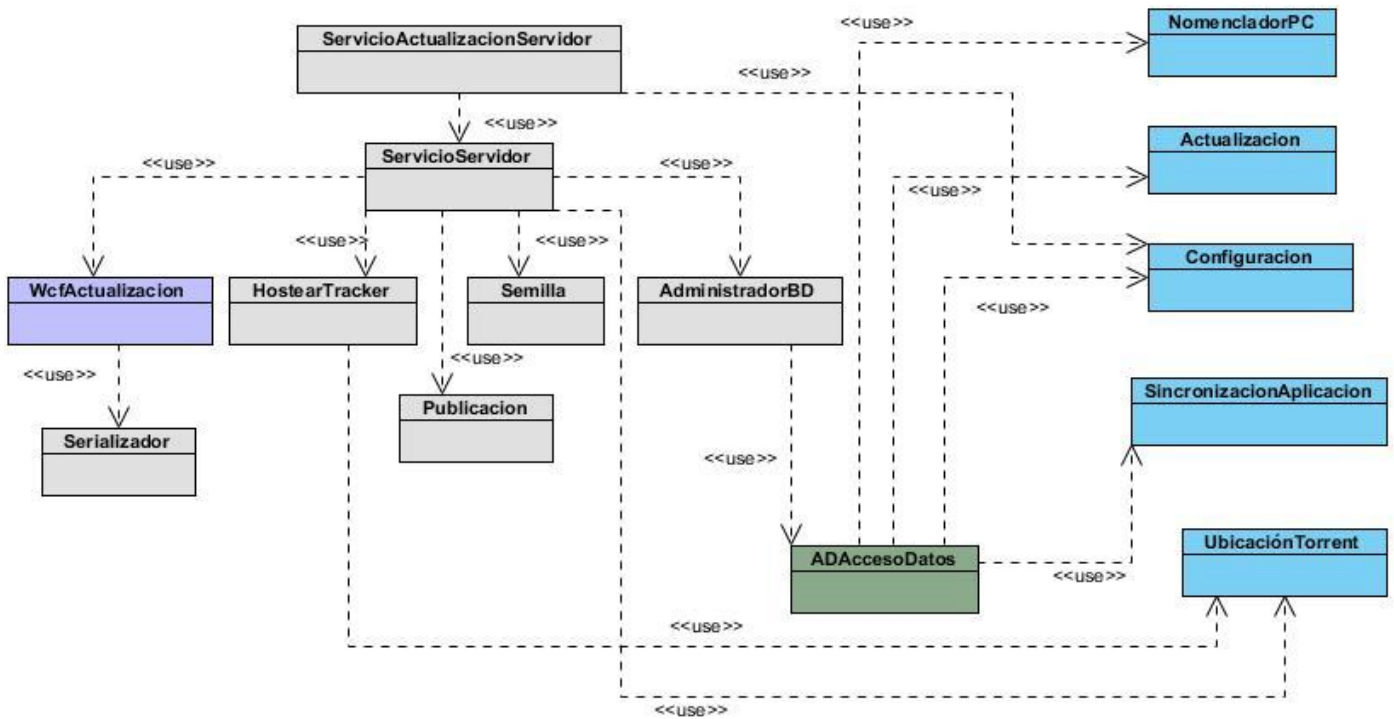 <<use>>
NomencladorPC
ServicioActualizacionServidor
<<use>>
<<use>>
Actualizacion
ServicioServidor
<<use>>
<<use>>
<<use>>
<<use>>
<<use>>
<<use>>
Configuracion
WcfActualizacion
HostearTracker
Semilla
AdministradorBD
<<use>>
<<use>>
<<use>>
SincronizacionAplicacion
Publicacion
Serializador
<<use>>
UbicaciónTorrent
ADAccesoDatos
<<use>>
<<use>>
<<use>>